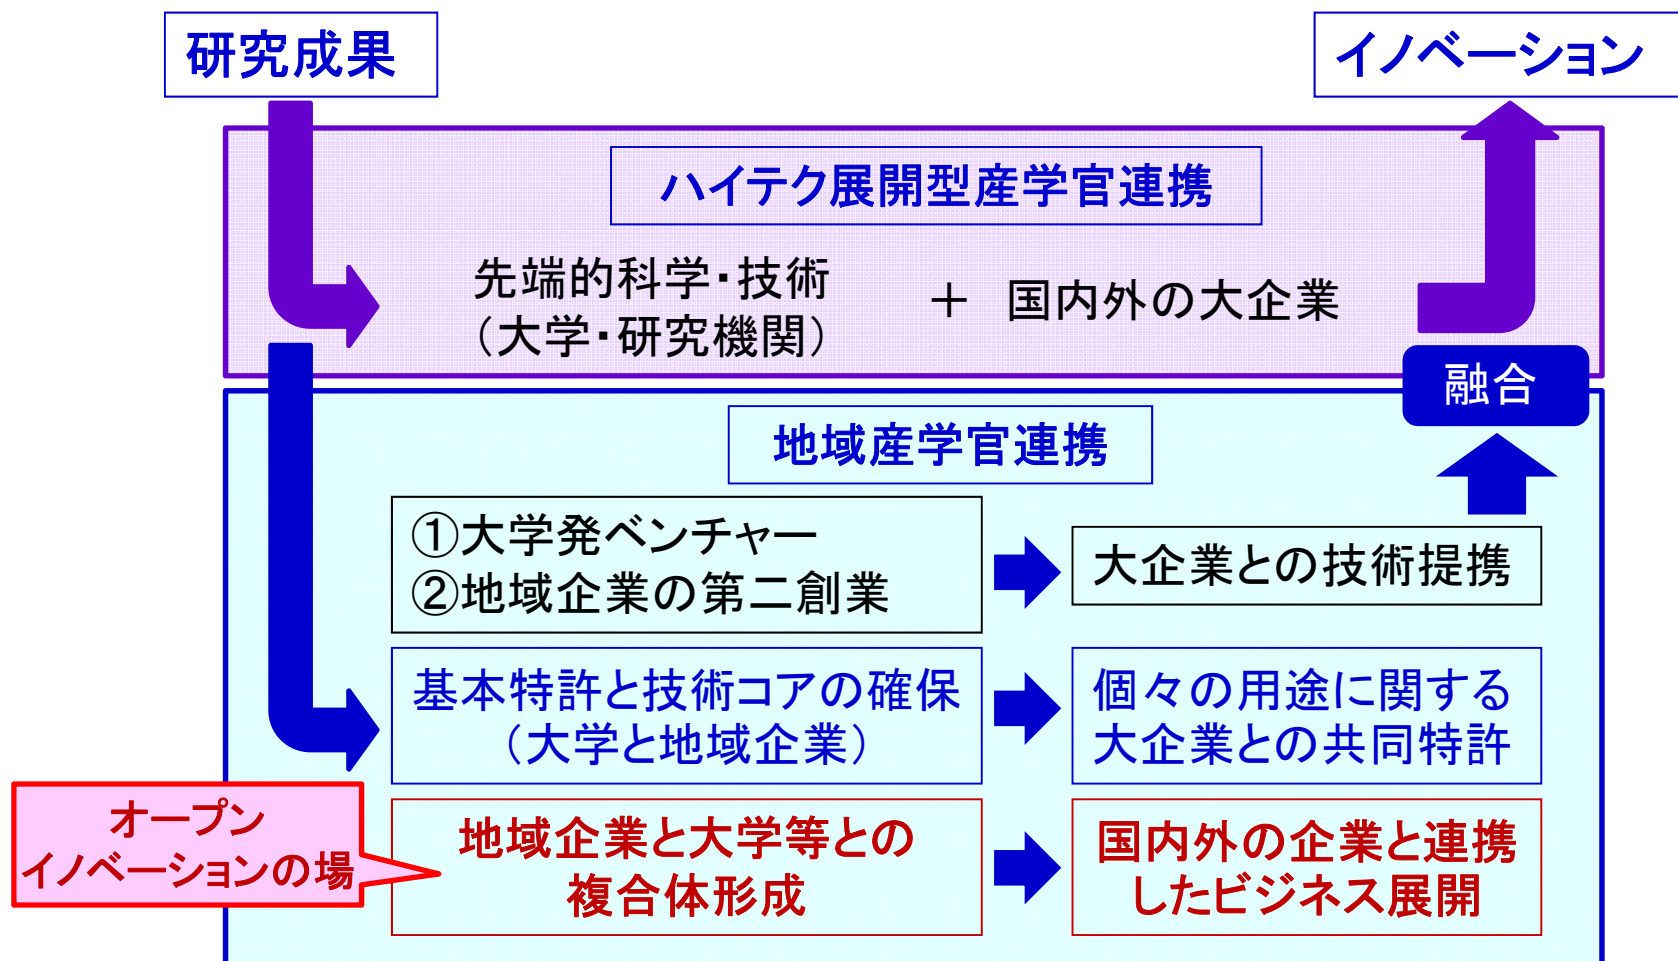 研究成果
イノベーション
ハイテク展開型産学官連携
先端的科学・技術
（大学・研究機関）
＋ 国内外の大企業
融合
地域産学官連携
①大学発ベンチャー
②地域企業の第二創業
大企業との技術提携
基本特許と技術コアの確保
（大学と地域企業）
個々の用途に関する
大企業との共同特許
オープン
イノベーションの場
地域企業と大学等との
複合体形成
国内外の企業と連携
したビジネス展開